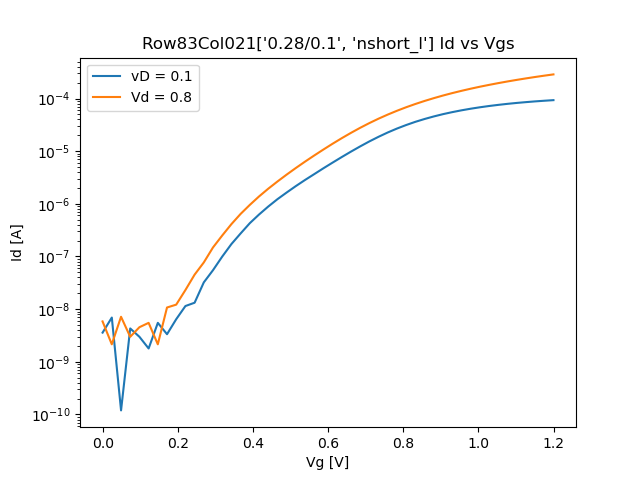 Row83Col021['0.28/0.1', 'nshort_l'] Id vs Vgs
vD = 0.1
Vd = 0.8
Id [A]
10⁻⁴
10⁻⁵
10⁻⁶
10⁻⁷
10⁻⁸
10⁻⁹
10⁻¹⁰
0.0 0.2 0.4 0.6 0.8 1.0 1.2
Vg [V]